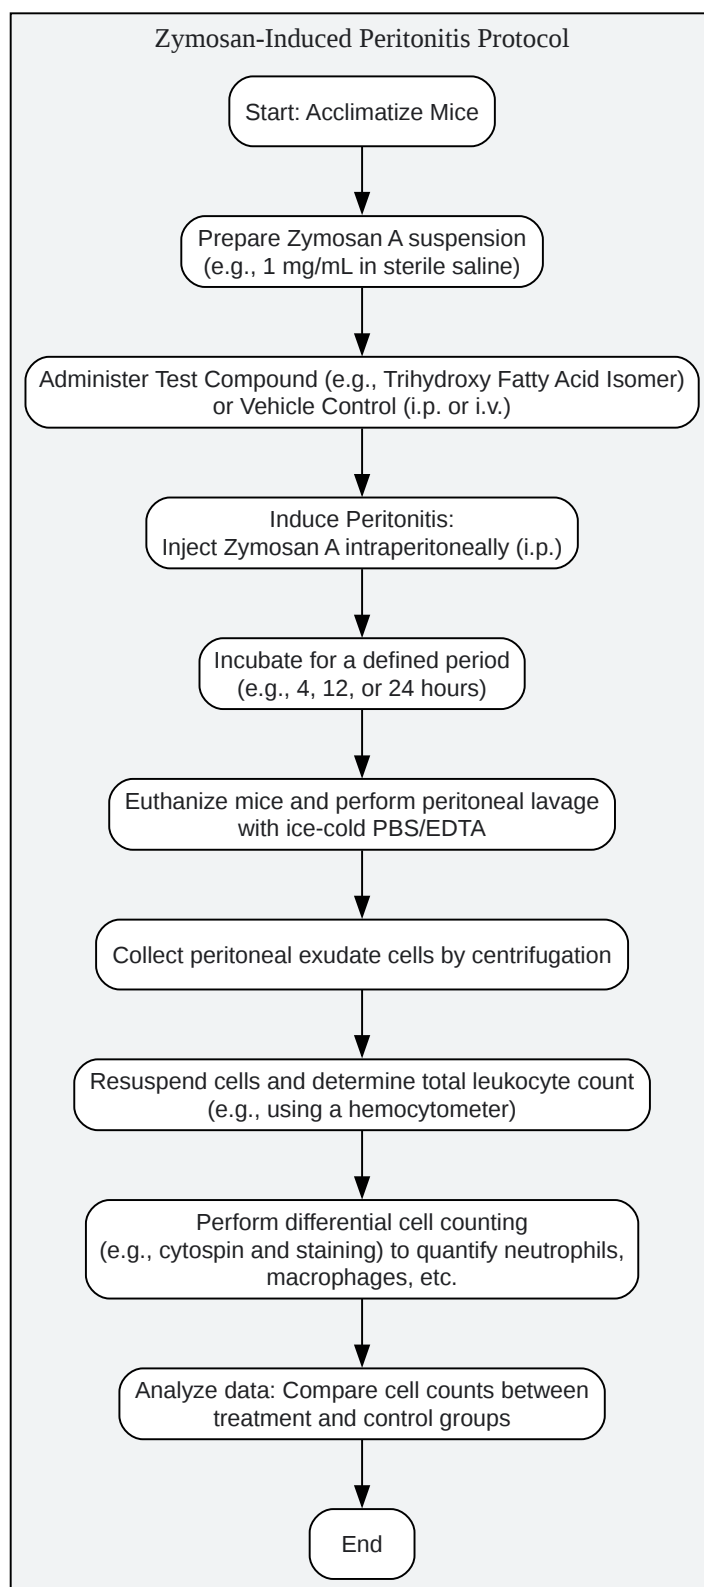 Zymosan-Induced Peritonitis Protocol
Start: Acclimatize Mice
Prepare Zymosan A suspension
(e.g., 1 mg/mL in sterile saline)
Administer Test Compound (e.g., Trihydroxy Fatty Acid Isomer)
or Vehicle Control (i.p. or i.v.)
Induce Peritonitis:
Inject Zymosan A intraperitoneally (i.p.)
Incubate for a defined period
(e.g., 4, 12, or 24 hours)
Euthanize mice and perform peritoneal lavage
with ice-cold PBS/EDTA
Collect peritoneal exudate cells by centrifugation
Resuspend cells and determine total leukocyte count
(e.g., using a hemocytometer)
Perform differential cell counting
(e.g., cytospin and staining) to quantify neutrophils,
macrophages, etc.
Analyze data: Compare cell counts between
treatment and control groups
End